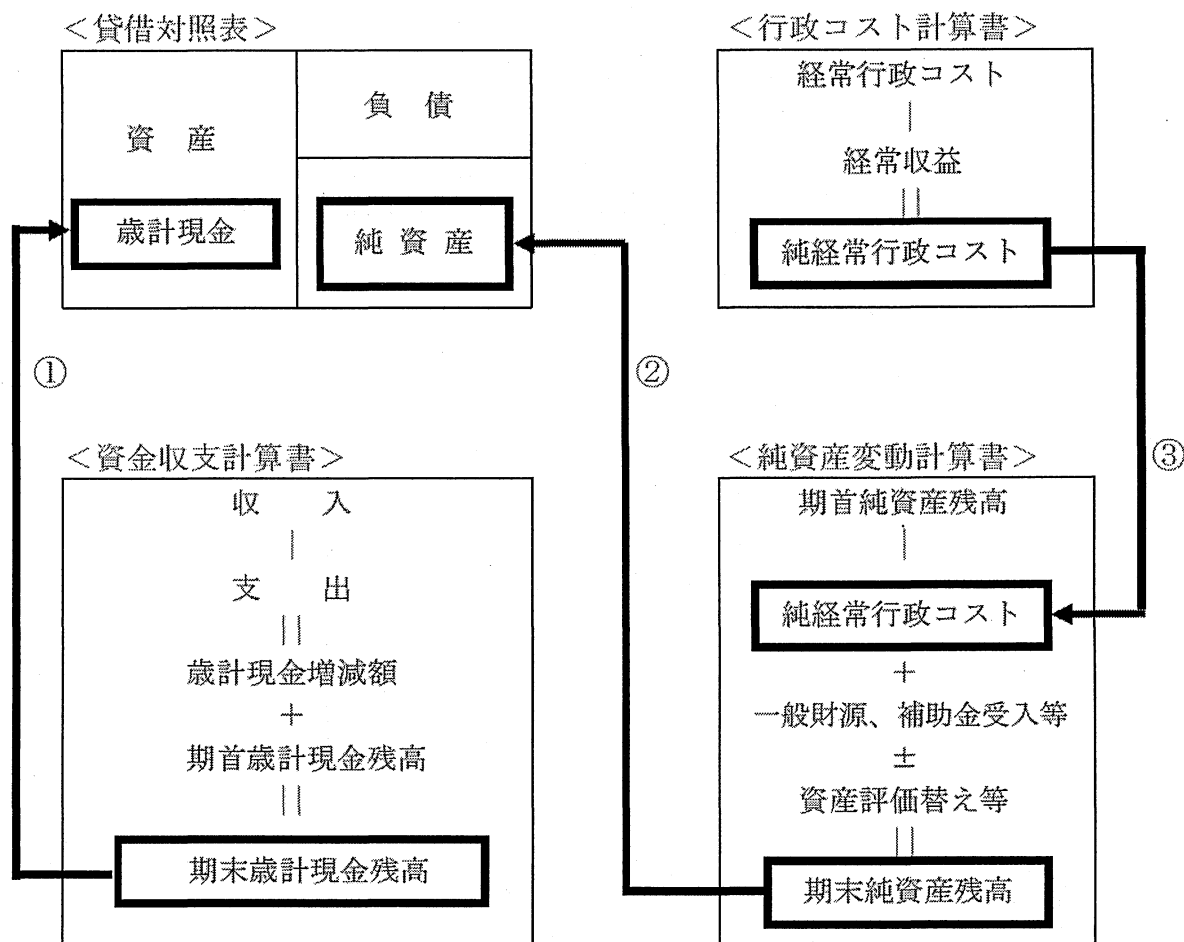 ＜貸借対照表＞
資　産
負　債
歳計現金
純 資 産
＜行政コスト計算書＞
経常行政コスト
｜
経常収益
||
純経常行政コスト
①
②
③
＜資金収支計算書＞
収　　入
｜
支　　出
||
歳計現金増減額
＋
期首歳計現金残高
||
期末歳計現金残高
＜純資産変動計算書＞
期首純資産残高
｜
純経常行政コスト
＋
一般財源、補助金受入等
±
資産評価替え等
||
期末純資産残高